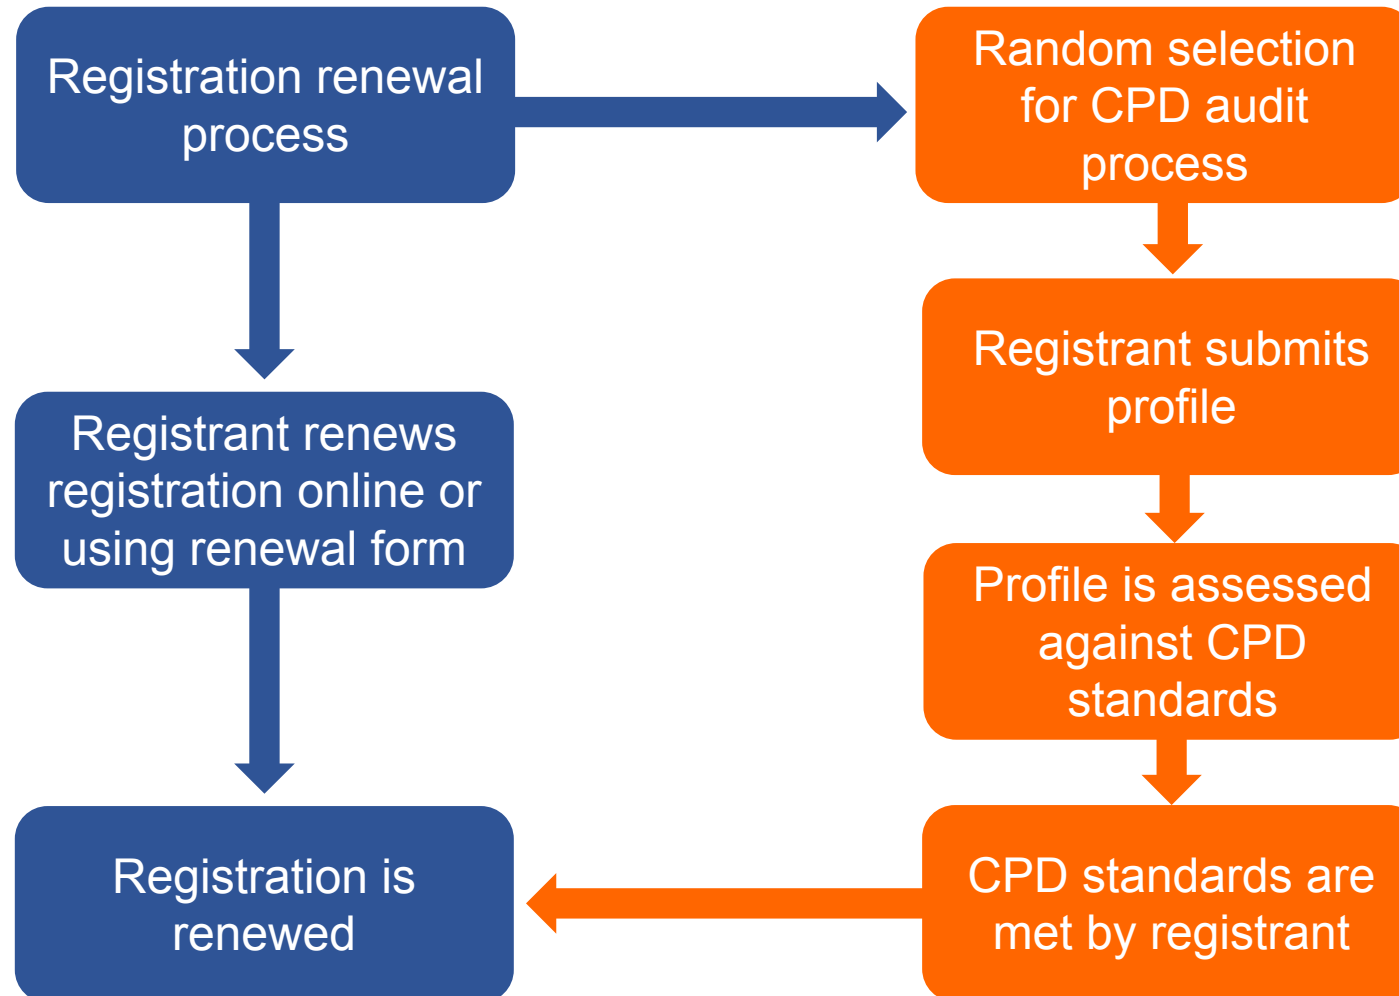 Registration renewal
process
Random selection
for CPD audit
process
Registrant submits
profile
Registrant renews
registration online or
using renewal form
Profile is assessed
against CPD
standards
Registration is
renewed
CPD standards are
met by registrant